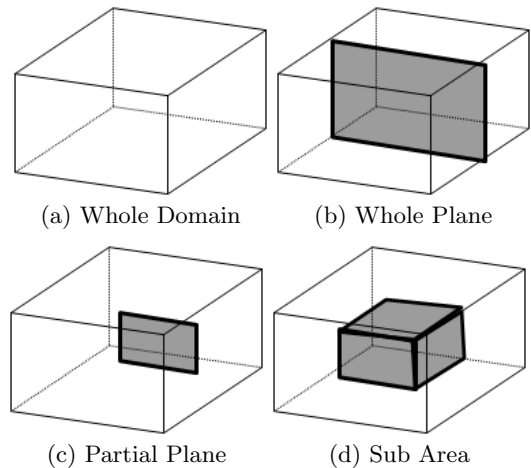 (a) Whole Domain
(b) Whole Plane
(c) Partial Plane
(d) Sub Area